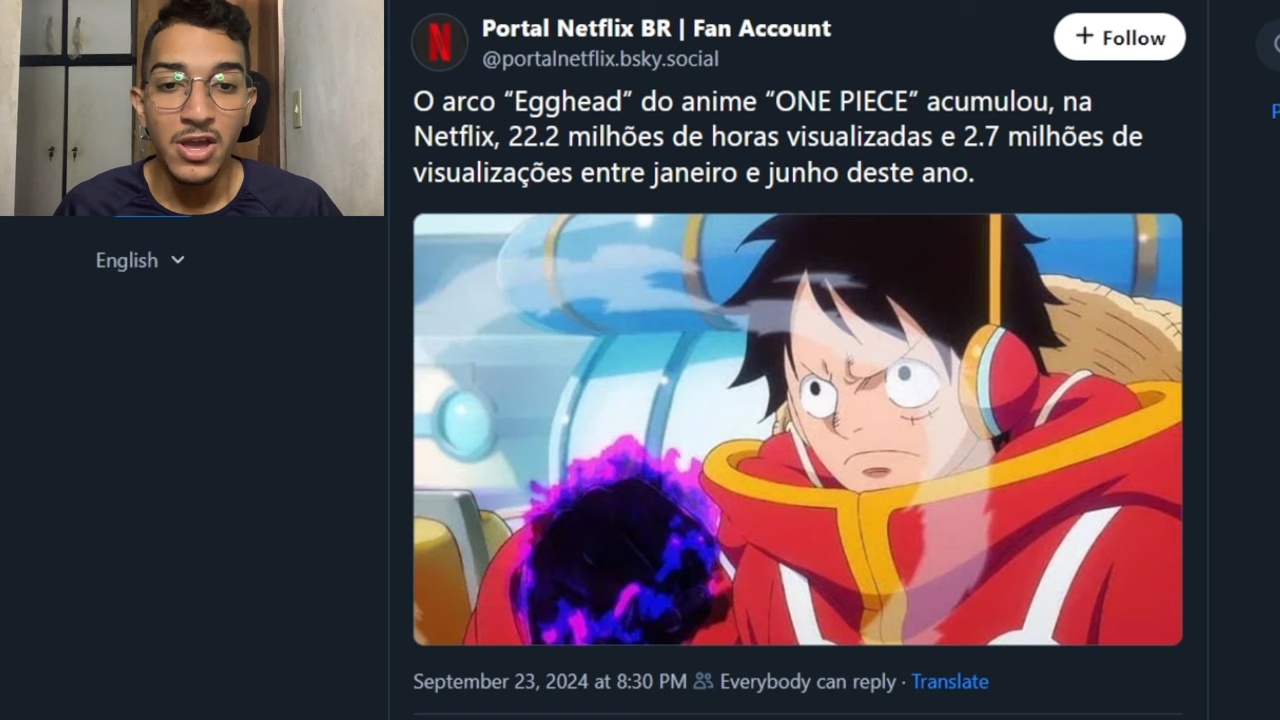 Portal Netflix BR | Fan Account
@portalnetflix.bsky.social
+ Follow
O arco “Egghead” do anime “ONE PIECE” acumulou, na
Netflix, 22.2 milhões de horas visualizadas e 2.7 milhões de
visualizações entre janeiro e junho deste ano.
English
September 23, 2024 at 8:30 PM Everybody can reply · Translate